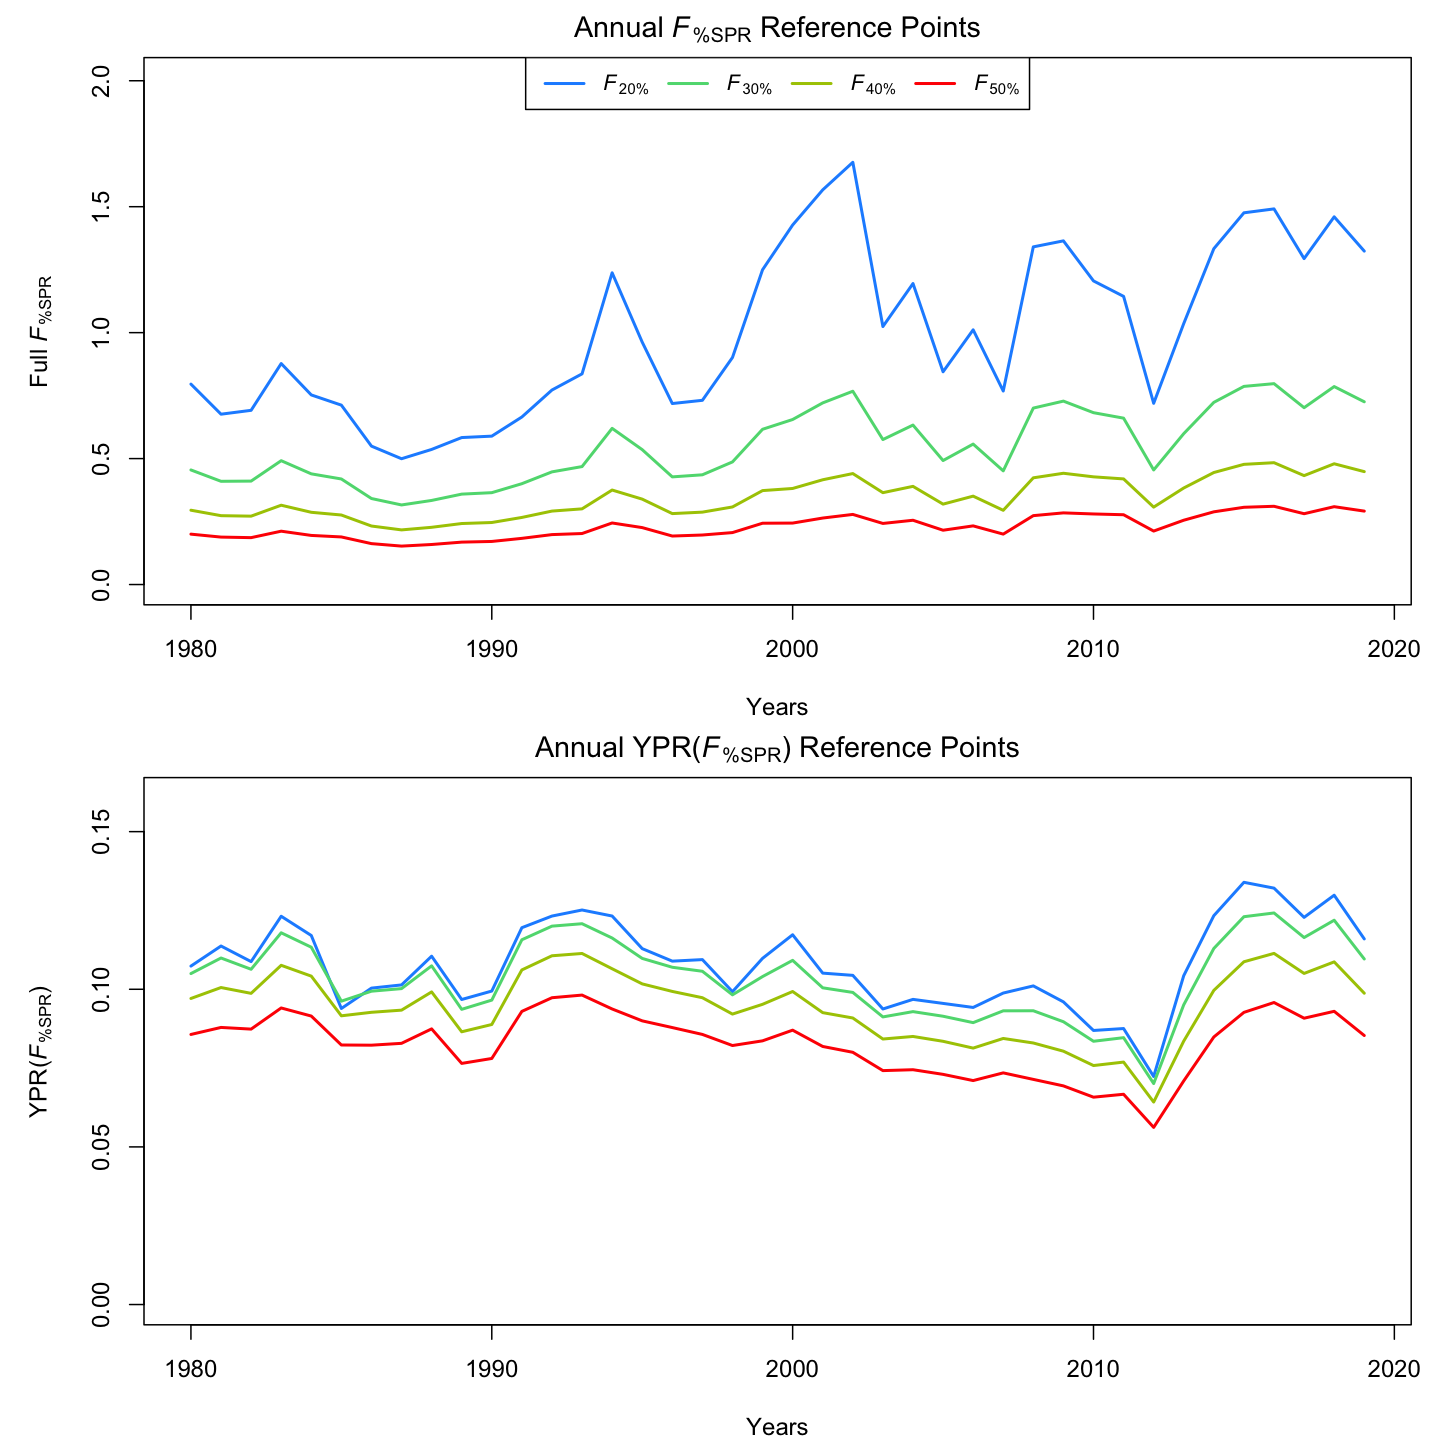 Annual F%SPR Reference Points
F20% F30% F40% F50%
2.0
1.5
1.0
0.5
0.0
Full F%SPR
1980 1990 2000 2010 2020
Years
Annual YPR(F%SPR) Reference Points
0.15
0.10
0.05
0.00
YPR(F%SPR)
1980 1990 2000 2010 2020
Years